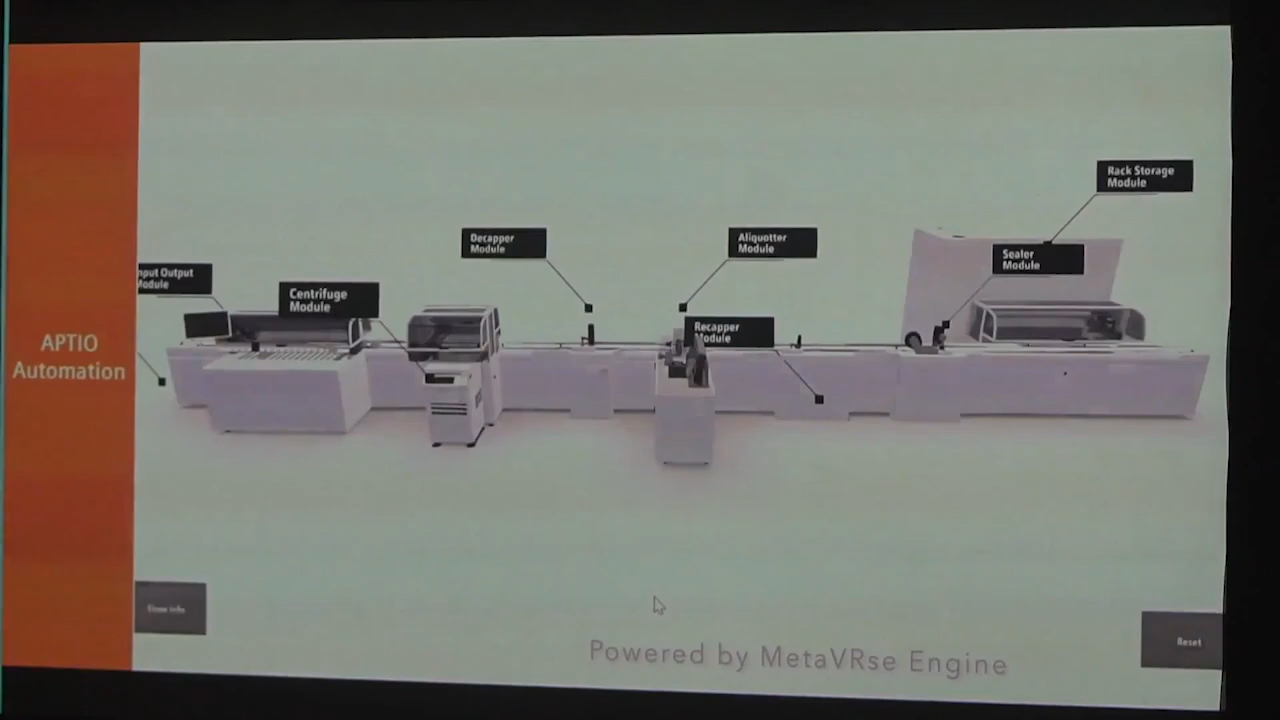 Rack Storage
Module
Decapper
Module
Aliquotter
Module
Sealer
Module
nput Output
Module
Centrifuge
Module
Recapper
Module
APTIO
Automation
Reset
Powered by MetaVRse Engine